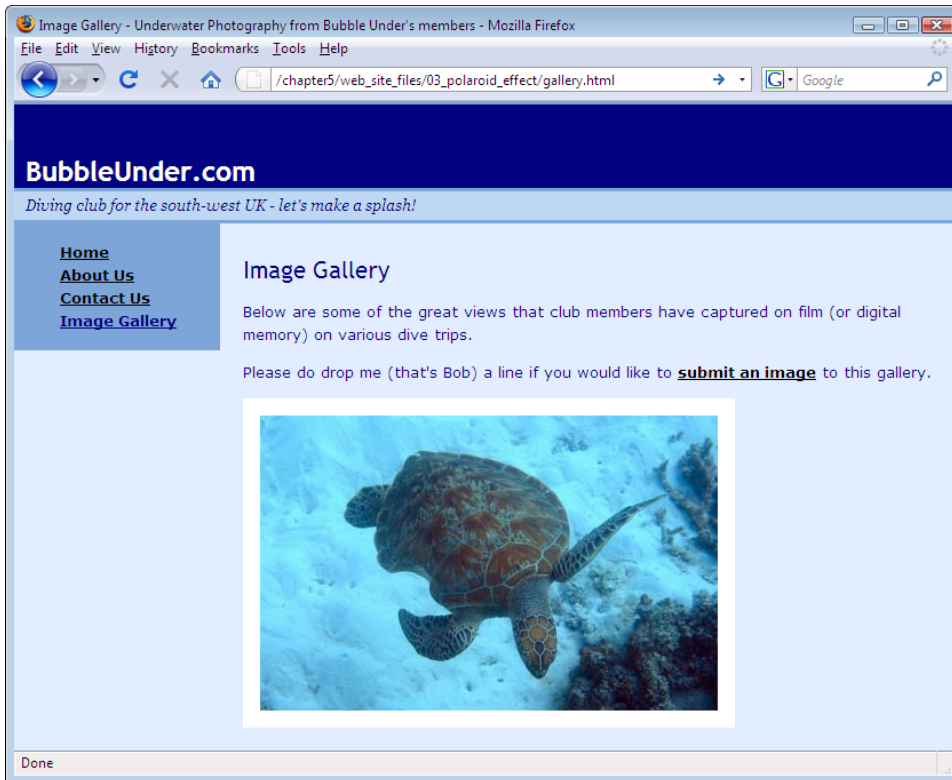 Image Gallery - Underwater Photography from Bubble Under's members - Mozilla Firefox
File Edit View History Bookmarks Tools Help
/chapter5/web_site_files/03_polaroid_effect/gallery.html
G Google
BubbleUnder.com
Diving club for the south-west UK - let's make a splash!
Home
About Us
Contact Us
Image Gallery
Image Gallery
Below are some of the great views that club members have captured on film (or digital
memory) on various dive trips.
Please do drop me (that's Bob) a line if you would like to submit an image to this gallery.
Done